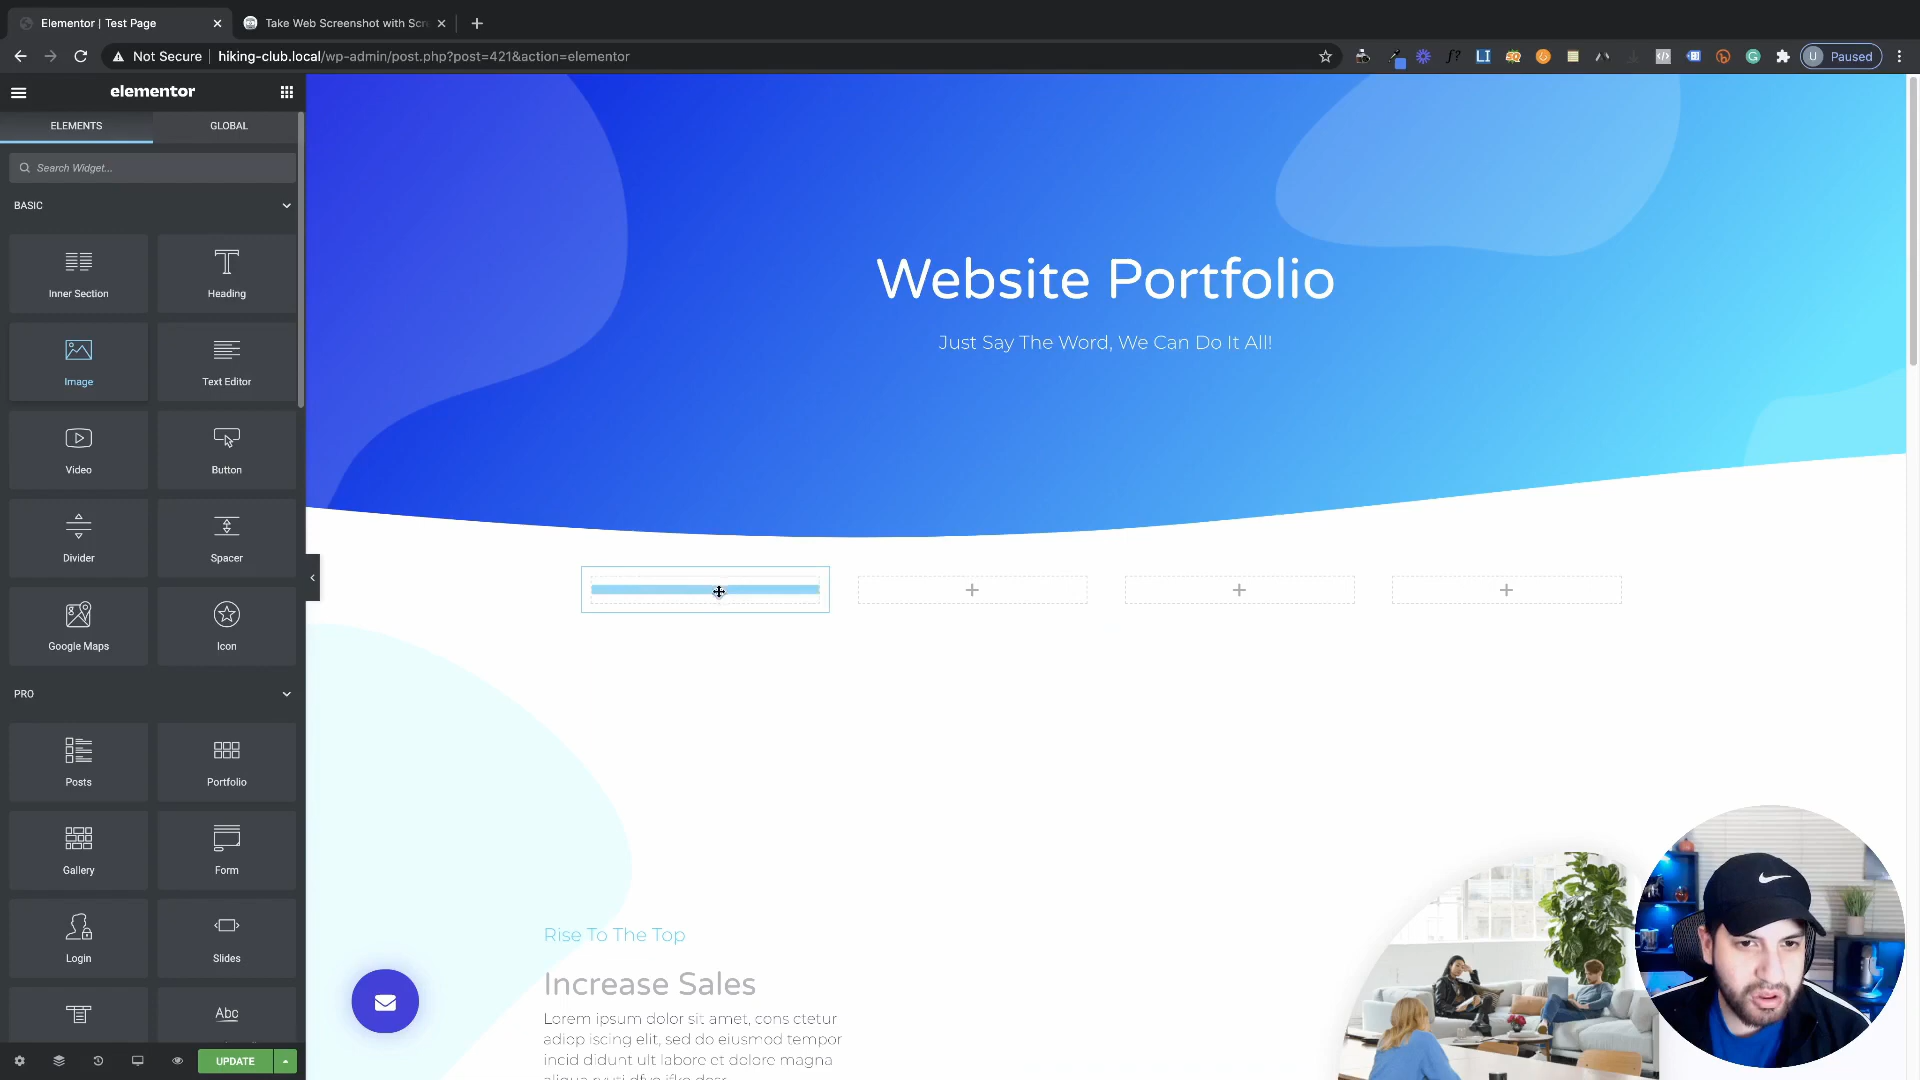 Elementor | Test Page
Take Web Screenshot with Scr
Not Secure
hiking-club.local/wp-admin/post.php?post=421&action=elementor
Paused
U
LI
f?
G
elementor
ELEMENTS
GLOBAL
Search Widget...
BASIC
Inner Section
Heading
Image
Text Editor
Video
Button
Divider
Spacer
Google Maps
Icon
PRO
Posts
Portfolio
Gallery
Form
Login
Slides
Abc
UPDATE
Website Portfolio
Just Say The Word, We Can Do It All!
Rise To The Top
Increase Sales
Lorem ipsum dolor sit amet, cons ctetur
adiop iscing elit, sed do eiusmod tempor
incid didunt ult labore et dolore magna